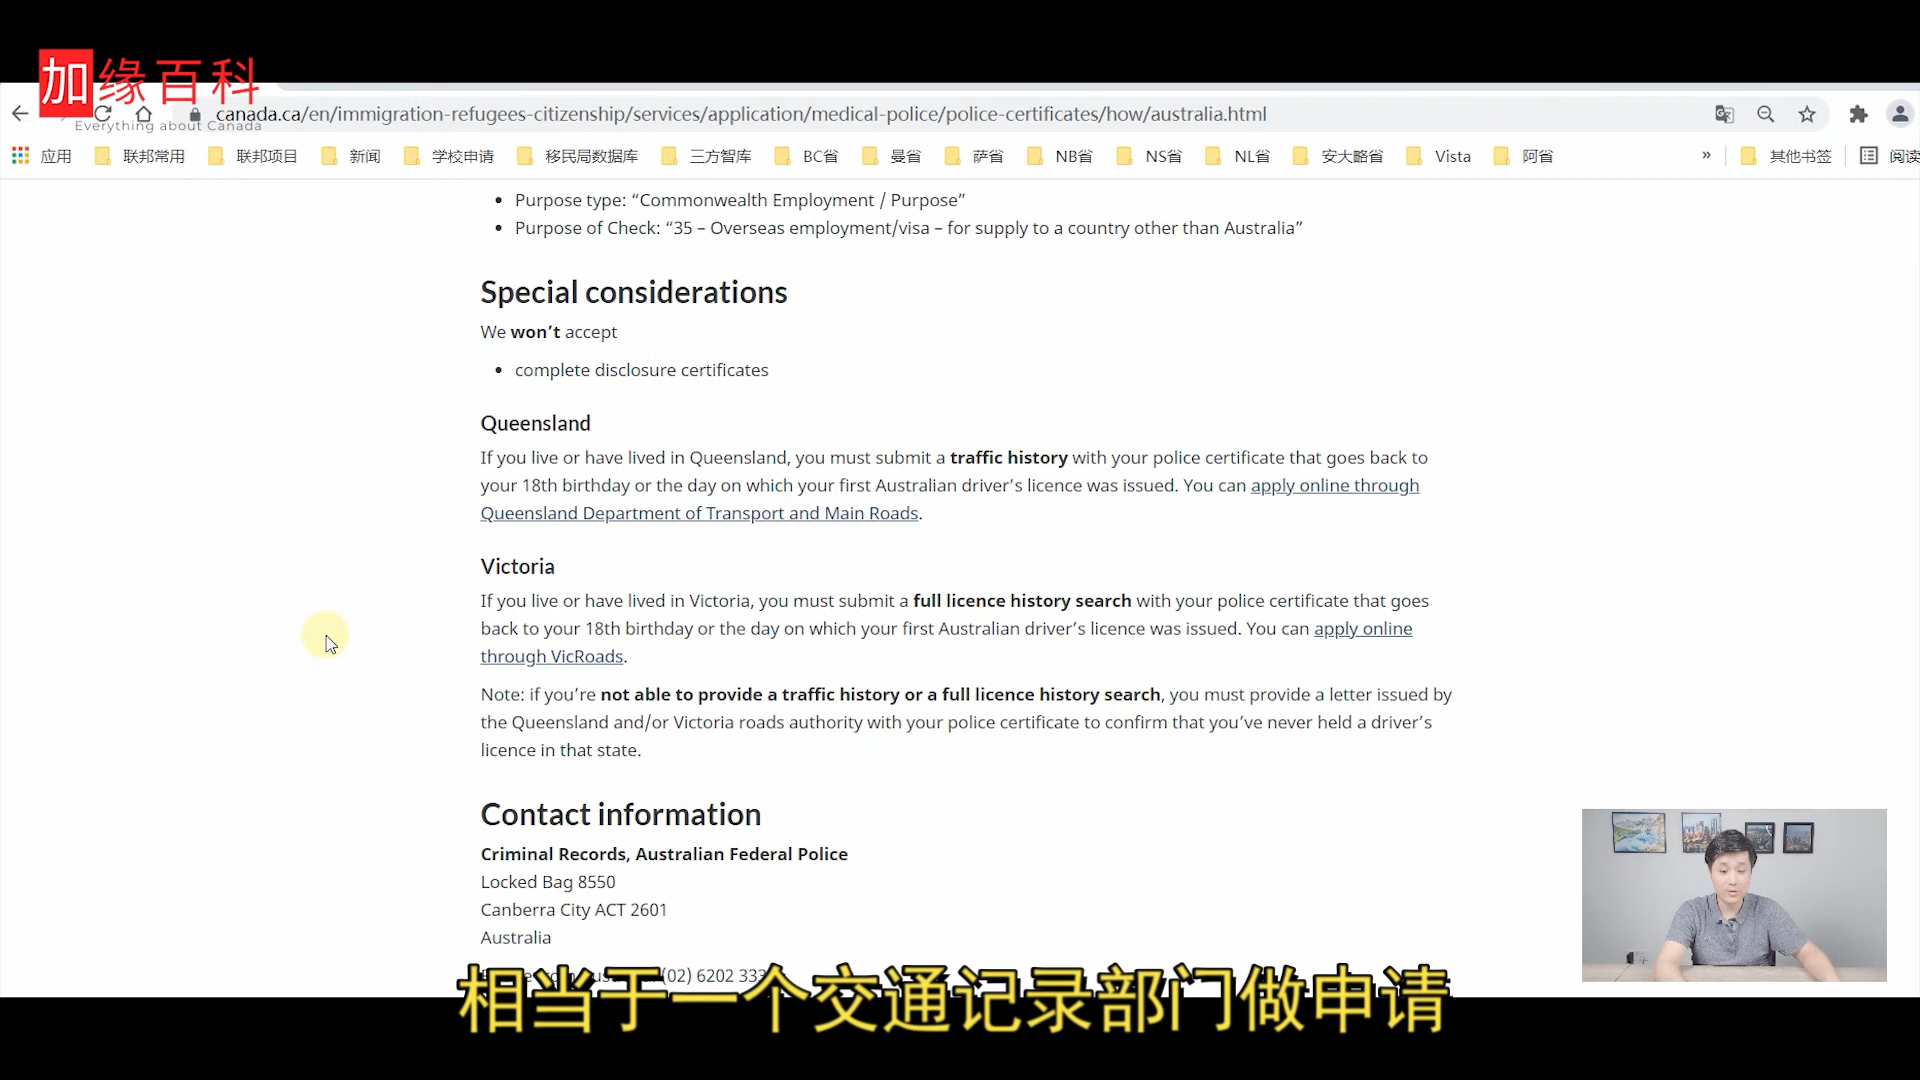 加缘百科
Everything about Canada
canada.ca/en/immigration-refugees-citizenship/services/application/medical-police/police-certificates/how/australia.html
应用 联邦常用 联邦项目 新闻 学校申请 移民局数据库 三方智库 BC省 曼省 萨省 NB省 NS省 NL省 安大略省 Vista 阿省 » 其他书签 阅读
• Purpose type: “Commonwealth Employment / Purpose”
• Purpose of Check: “35 – Overseas employment/visa – for supply to a country other than Australia”
Special considerations
We won’t accept
• complete disclosure certificates
Queensland
If you live or have lived in Queensland, you must submit a traffic history with your police certificate that goes back to
your 18th birthday or the day on which your first Australian driver’s licence was issued. You can apply online through
Queensland Department of Transport and Main Roads.
Victoria
If you live or have lived in Victoria, you must submit a full licence history search with your police certificate that goes
back to your 18th birthday or the day on which your first Australian driver’s licence was issued. You can apply online
through VicRoads.
Note: if you’re not able to provide a traffic history or a full licence history search, you must provide a letter issued by
the Queensland and/or Victoria roads authority with your police certificate to confirm that you’ve never held a driver’s
licence in that state.
Contact information
Criminal Records, Australian Federal Police
Locked Bag 8550
Canberra City ACT 2601
Australia
(02) 6202
相当于一个交通记录部门做申请